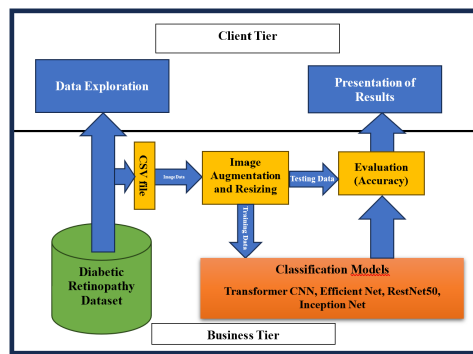 Client Tier
Data Exploration
Presentation of
Results
CSV file
Image Data
Image
Augmentation
and Resizing
Testing Data
Evaluation
(Accuracy)
Training Data
Diabetic
Retinopathy
Dataset
Classification Models
Transformer CNN, Efficient Net, RestNet50,
Inception Net
Business Tier